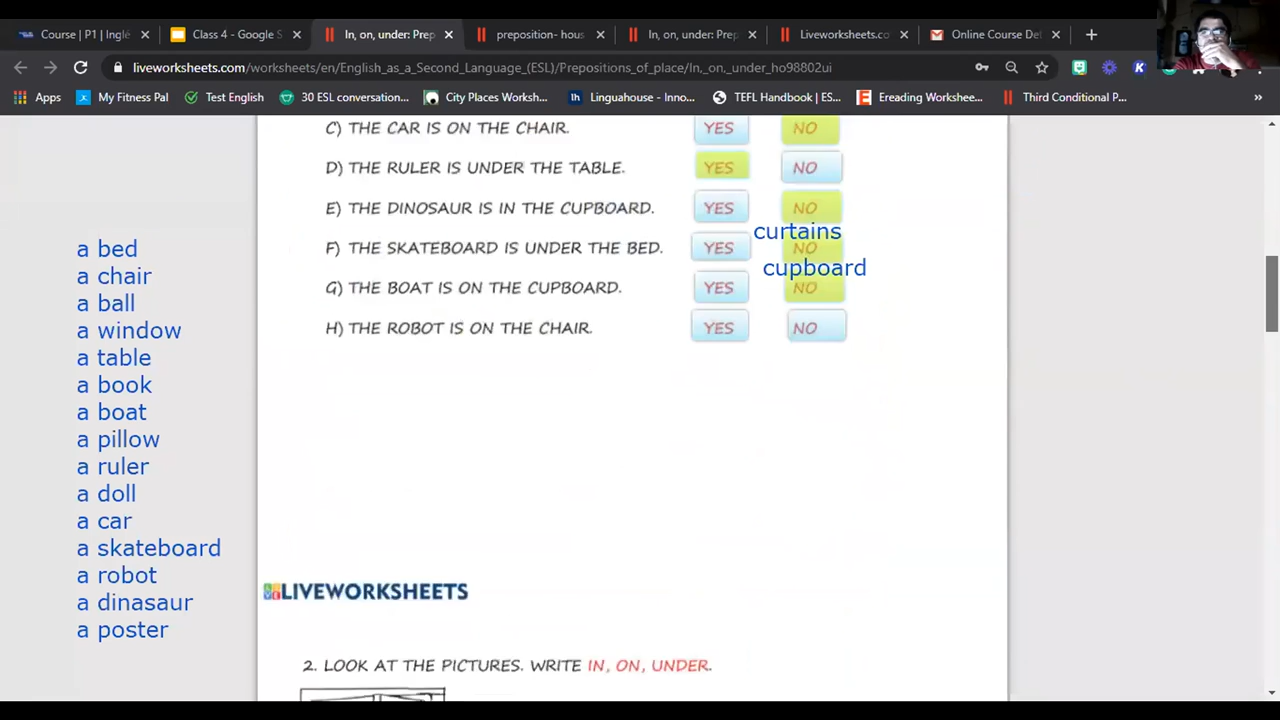 Course | P1 | Inglé
Class 4 - Google S
In, on, under: Prep
preposition- hous
In, on, under: Prep
Liveworksheets.co
Online Course Det
liveworksheets.com/worksheets/en/English_as_a_Second_Language_(ESL)/Prepositions_of_place/In,_on,_under_ho98802ui
Apps
My Fitness Pal
Test English
30 ESL conversation...
City Places Worksh...
Linguahouse - Inno...
TEFL Handbook | ES...
Ereading Workshee...
Third Conditional P...
C) THE CAR IS ON THE CHAIR. YES NO
D) THE RULER IS UNDER THE TABLE. YES NO
E) THE DINOSAUR IS IN THE CUPBOARD. YES NO
curtains
F) THE SKATEBOARD IS UNDER THE BED. YES NO
cupboard
G) THE BOAT IS ON THE CUPBOARD. YES NO
H) THE ROBOT IS ON THE CHAIR. YES NO
a bed
a chair
a ball
a window
a table
a book
a boat
a pillow
a ruler
a doll
a car
a skateboard
a robot
a dinasaur
a poster
LIVEWORKSHEETS
2. LOOK AT THE PICTURES. WRITE IN, ON, UNDER.